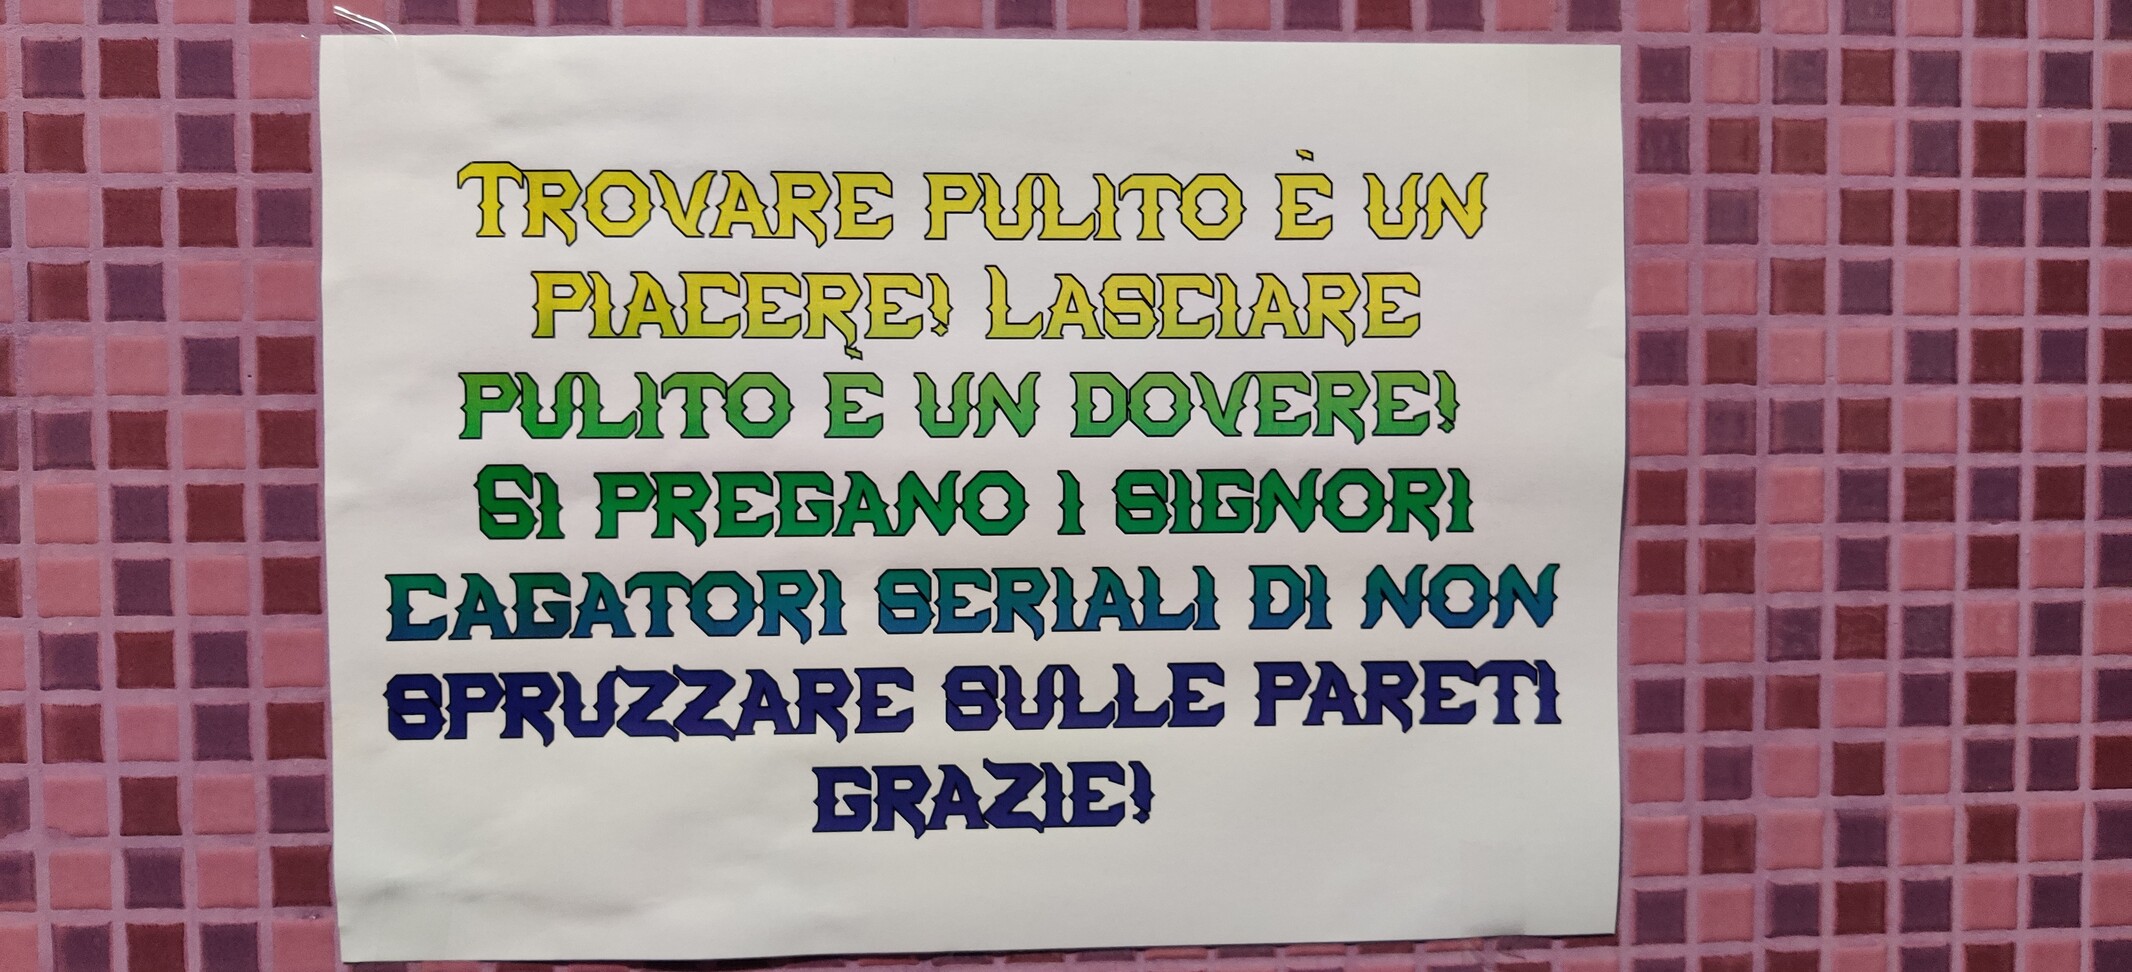 Trovare pulito è un
piacere! Lasciare
pulito è un dovere!
Si pregano i signori
cagatori seriali di non
spruzzare sulle pareti
grazie!